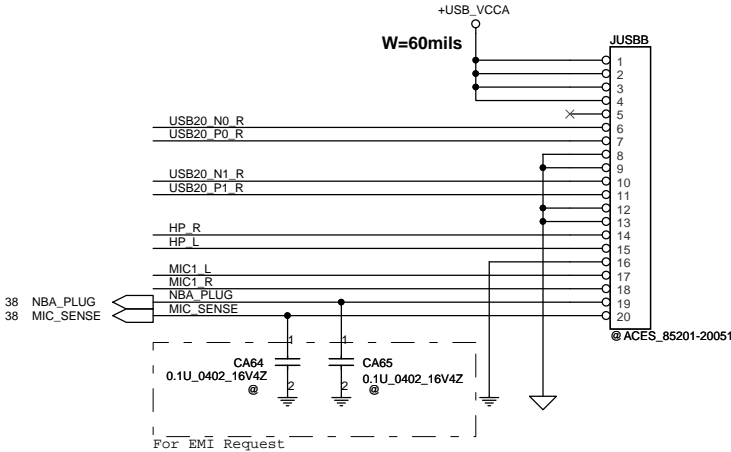 +USB_VCCA
W=60mils
JUSBB
1
2
3
4
5
USB20_N0_R
6
USB20_P0_R
7
8
9
USB20_N1_R
10
USB20_P1_R
11
12
13
HP_R
14
HP_L
15
16
MIC1_L
17
MIC1_R
18
38 NBA_PLUG
NBA_PLUG
19
38 MIC_SENSE
MIC_SENSE
20
@ ACES_85201-20051
1
1
CA64
0.1U_0402_16V4Z
@
2
CA65
0.1U_0402_16V4Z
@
2
For EMI Request